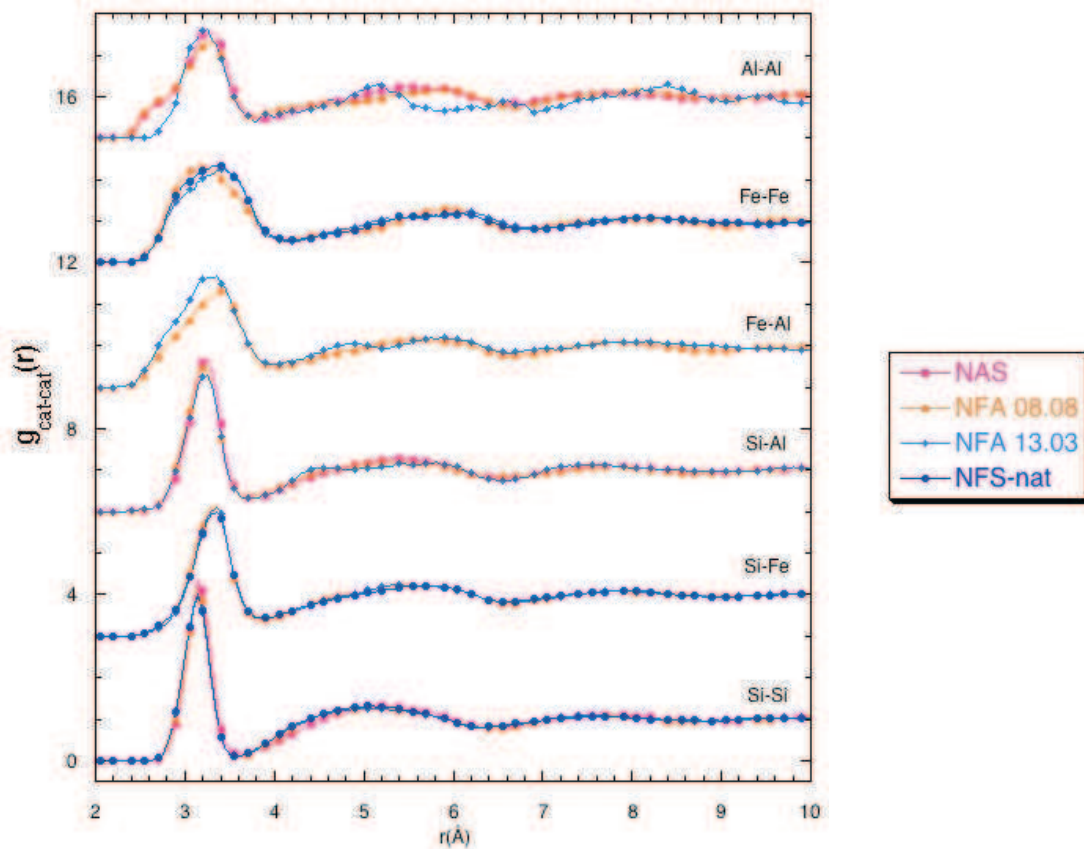 Al-Al
16
Fe-Fe
12
Fe-Al
g cat-cat (r)
8
Si-Al
Si-Fe
4
Si-Si
0
2 3 4 5 6 7 8 9 10
r(Å)
NAS
NFA 08.08
NFA 13.03
NFS-nat